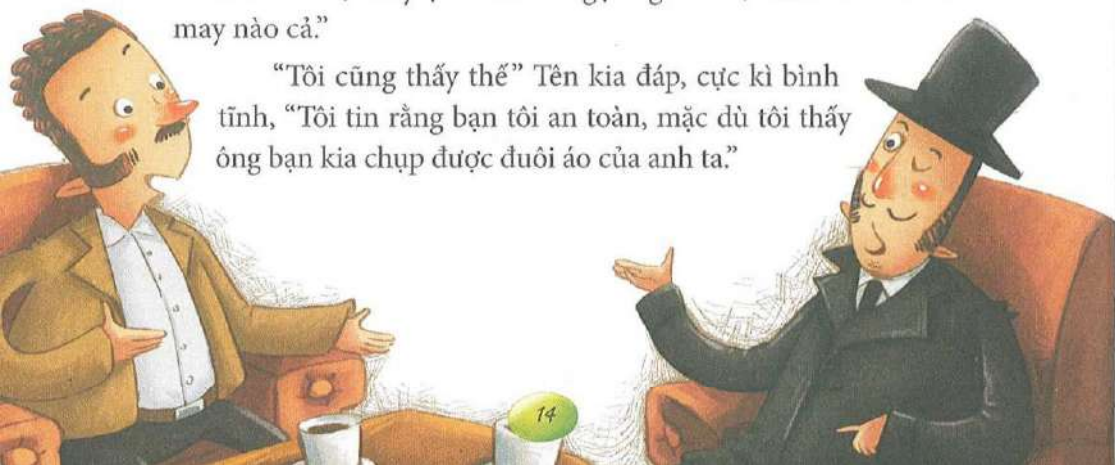 may nào cả.”
“Tôi cũng thấy thế” Tên kia đáp, cực kì bình
tĩnh, “Tôi tin rằng bạn tôi an toàn, mặc dù tôi thấy
ông bạn kia chụp được đuôi áo của anh ta.”
14